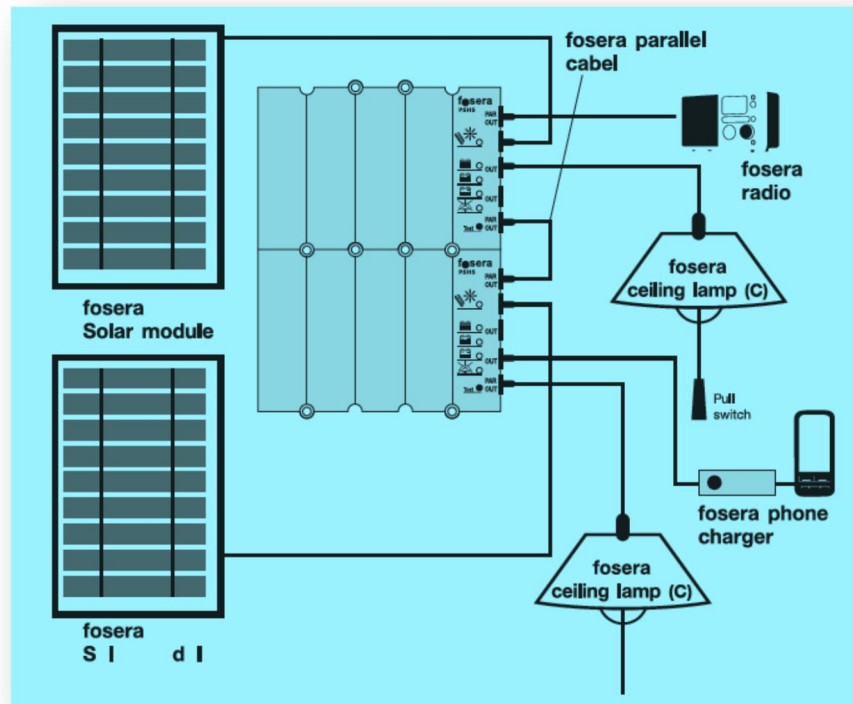 fosera parallel
cabel
fosera
PSHS
PAR
OUT
OUT
OUT
PAR
Test OUT
fosera
radio
fosera
PSHS
PAR
OUT
OUT
OUT
PAR
Test OUT
fosera
ceiling lamp (C)
fosera
Solar module
Pull
switch
fosera phone
charger
fosera
ceiling lamp (C)
fosera
S l d l